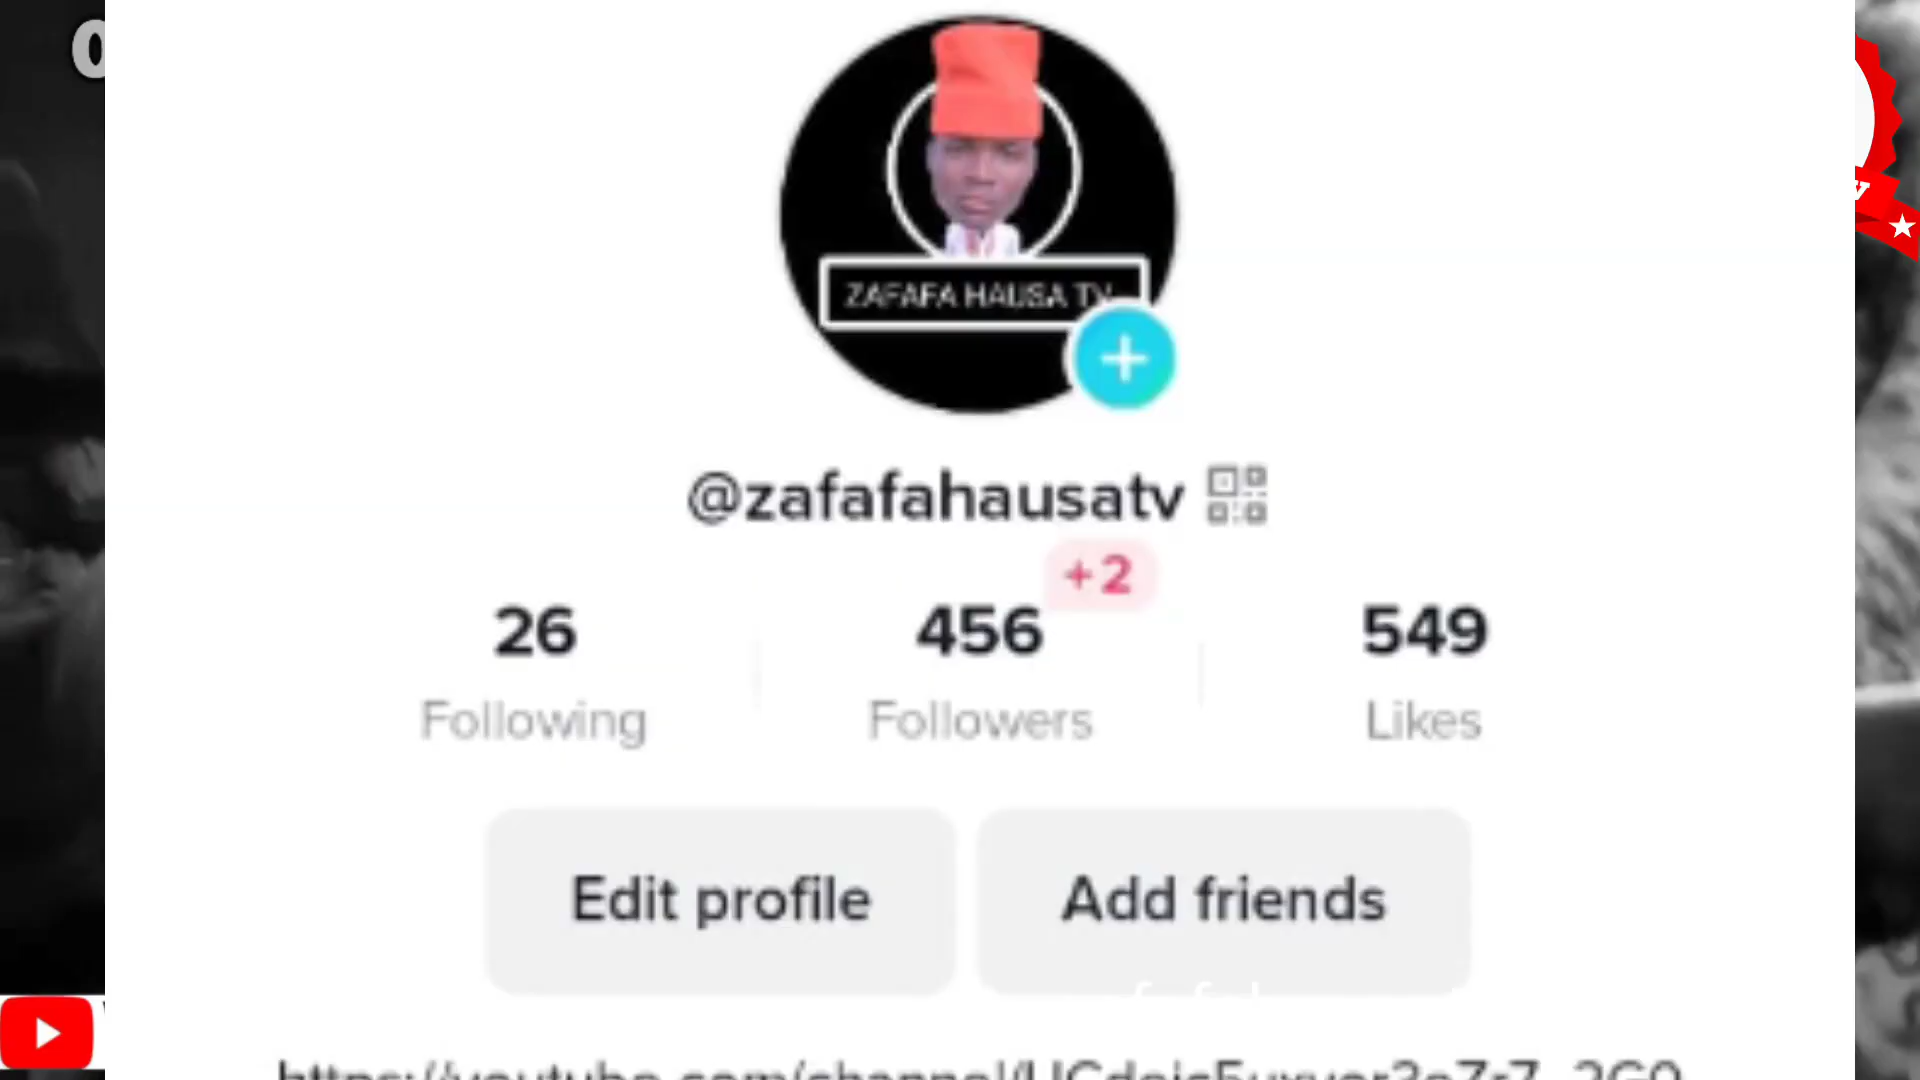 ZAFAFA HAUSA TV
@zafafahausatv
+2
26
456
549
Following
Followers
Likes
Edit profile
Add friends